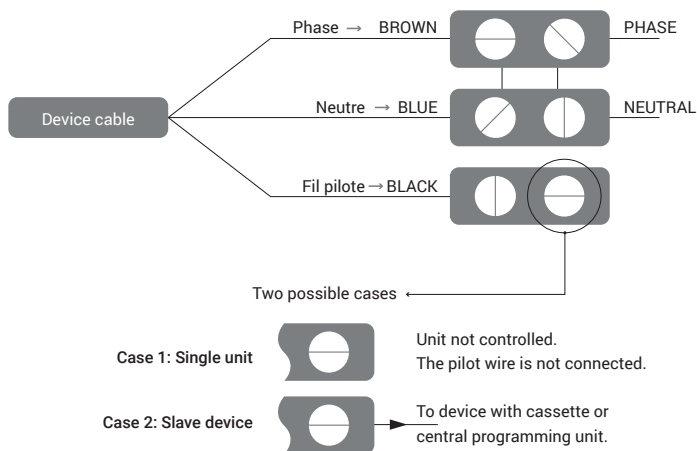 Phase → BROWN PHASE
Device cable
Neutre → BLUE NEUTRAL
Fil pilote → BLACK
Two possible cases
Case 1: Single unit
Unit not controlled.
The pilot wire is not connected.
Case 2: Slave device
To device with cassette or
central programming unit.